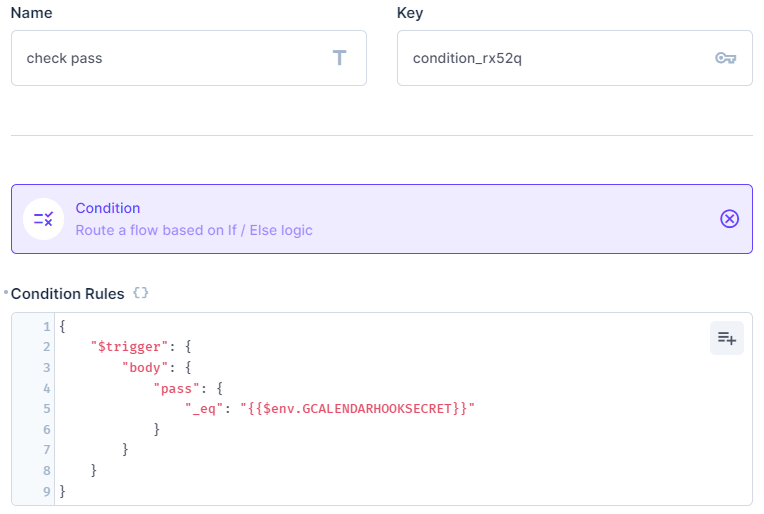 Name
Key
check pass
condition_rx52q
Condition
Route a flow based on If / Else logic
Condition Rules {}
1 {
2     "$trigger": {
3         "body": {
4             "pass": {
5                 "_eq": "{{$env.GCALENDARHOOKSECRET}}"
6             }
7         }
8     }
9 }